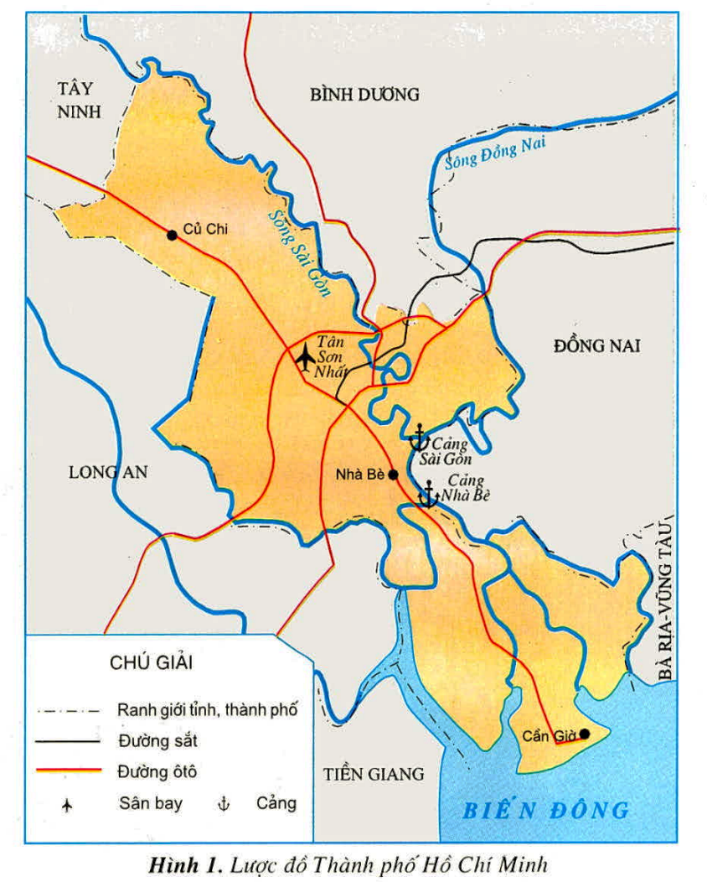 TÂY
NINH
BÌNH DƯƠNG
Sông Đồng Nai
Củ Chi
Sông Sài Gòn
Tân
Sơn
Nhất
ĐỒNG NAI
Cảng
Sài Gòn
LONG AN
Nhà Bè
Cảng
Nhà Bè
BÀ RỊA-VŨNG TÀU
CHÚ GIẢI
Ranh giới tỉnh, thành phố
Đường sắt
Đường ôtô
Sân bay
Cảng
Cần Giờ
TIỀN GIANG
BIỂN ĐÔNG
Hình 1. Lược đồ Thành phố Hồ Chí Minh